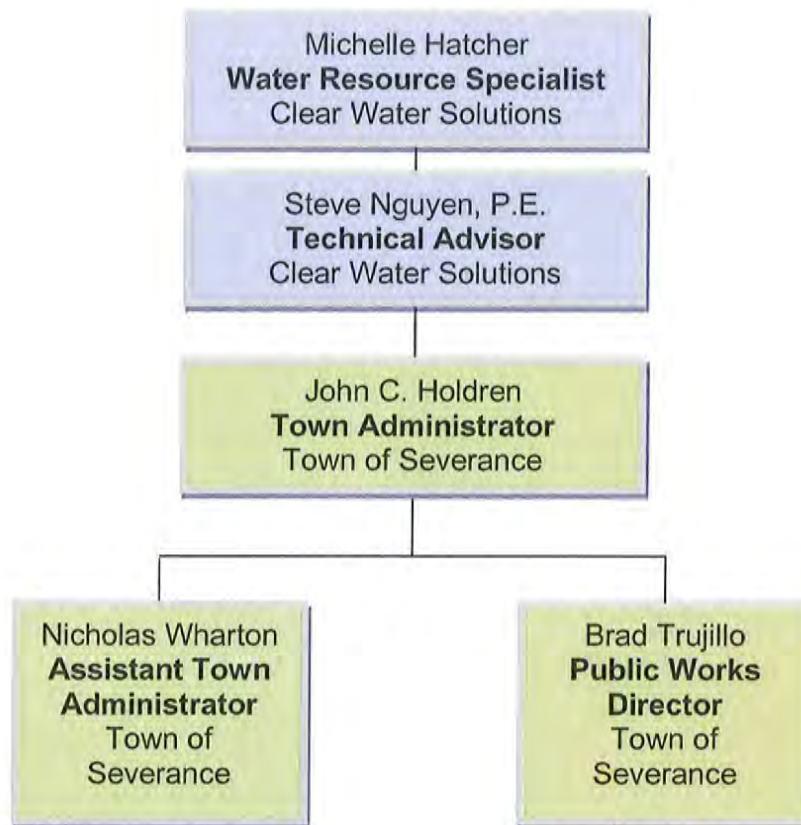 Michelle Hatcher
Water Resource Specialist
Clear Water Solutions
Steve Nguyen, P.E.
Technical Advisor
Clear Water Solutions
John C. Holdren
Town Administrator
Town of Severance
Nicholas Wharton
Assistant Town
Administrator
Town of
Severance
Brad Trujillo
Public Works
Director
Town of
Severance